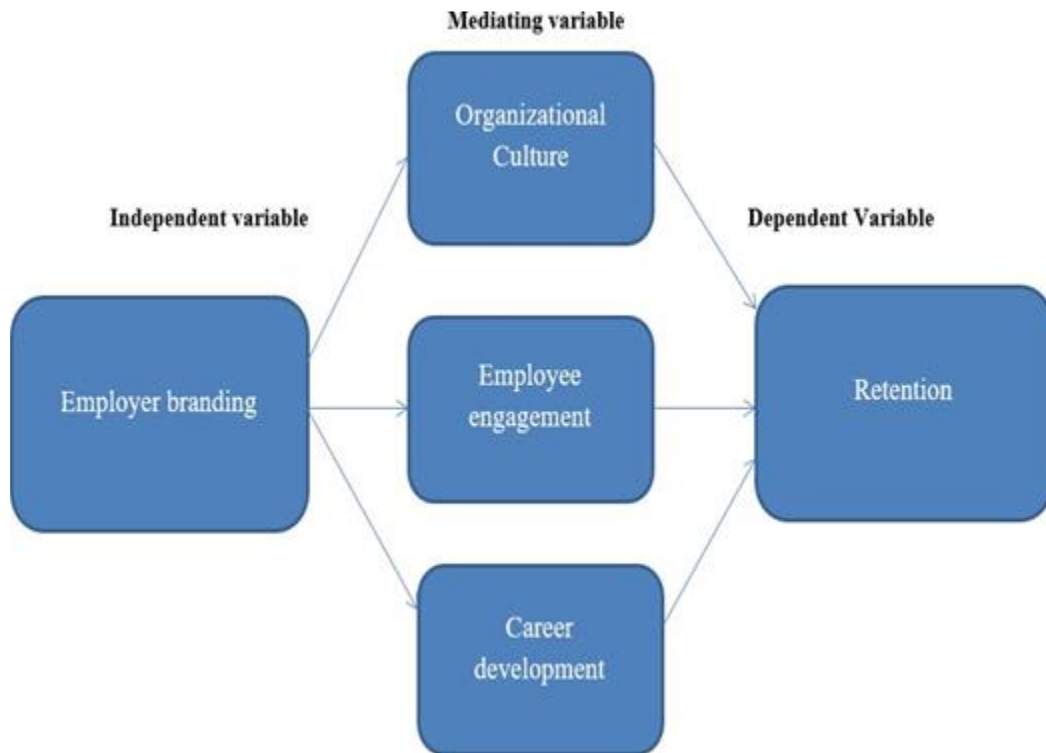 Mediating variable
Organizational
Culture
Independent variable
Dependent Variable
Employer branding
Employee
engagement
Retention
Career
development